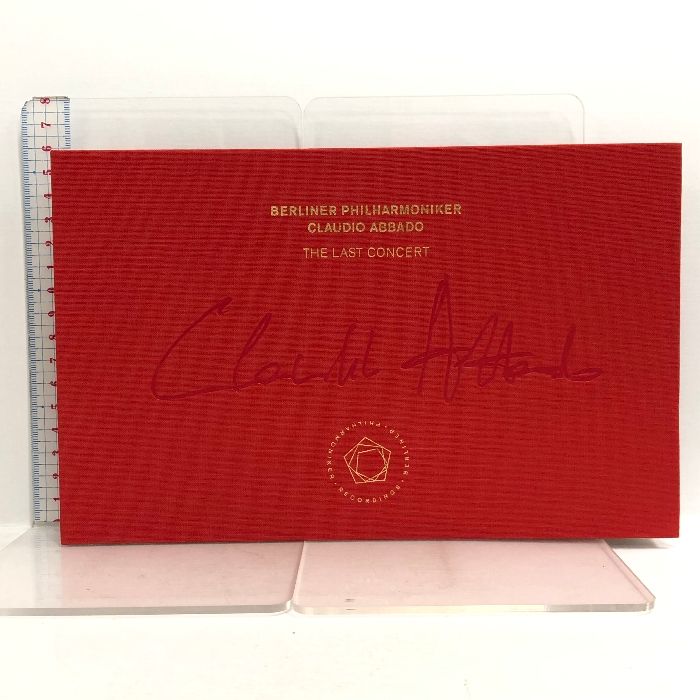 BERLINER PHILHARMONIKER
CLAUDIO ABBADO
THE LAST CONCERT
Claudio Abbado
BERLINER · PHILHARMONIKER · RECORDINGS ·